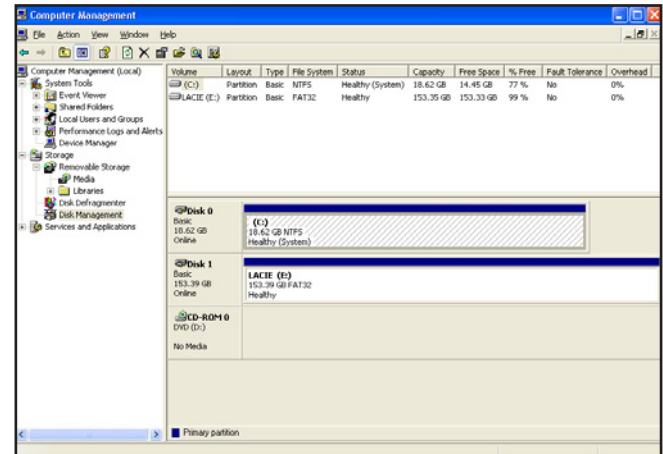 Computer Management
File Action View Window Help
Computer Management (Local)
System Tools
Event Viewer
Shared Folders
Local Users and Groups
Performance Logs and Alerts
Device Manager
Storage
Removable Storage
Media
Libraries
Disk Defragmenter
Disk Management
Services and Applications
Volume Layout Type File System Status Capacity Free Space % Free Fault Tolerance Overhead
(C:) Partition Basic NTFS Healthy (System) 18.62 GB 14.45 GB 77 % No 0%
LACIE (E:) Partition Basic FAT32 Healthy 153.35 GB 153.33 GB 99 % No 0%
Disk 0
Basic
18.62 GB
Online
(C:)
18.62 GB NTFS
Healthy (System)
Disk 1
Basic
153.39 GB
Online
LACIE (E:)
153.39 GB FAT32
Healthy
CD-ROM 0
DVD (D:)
No Media
Primary partition